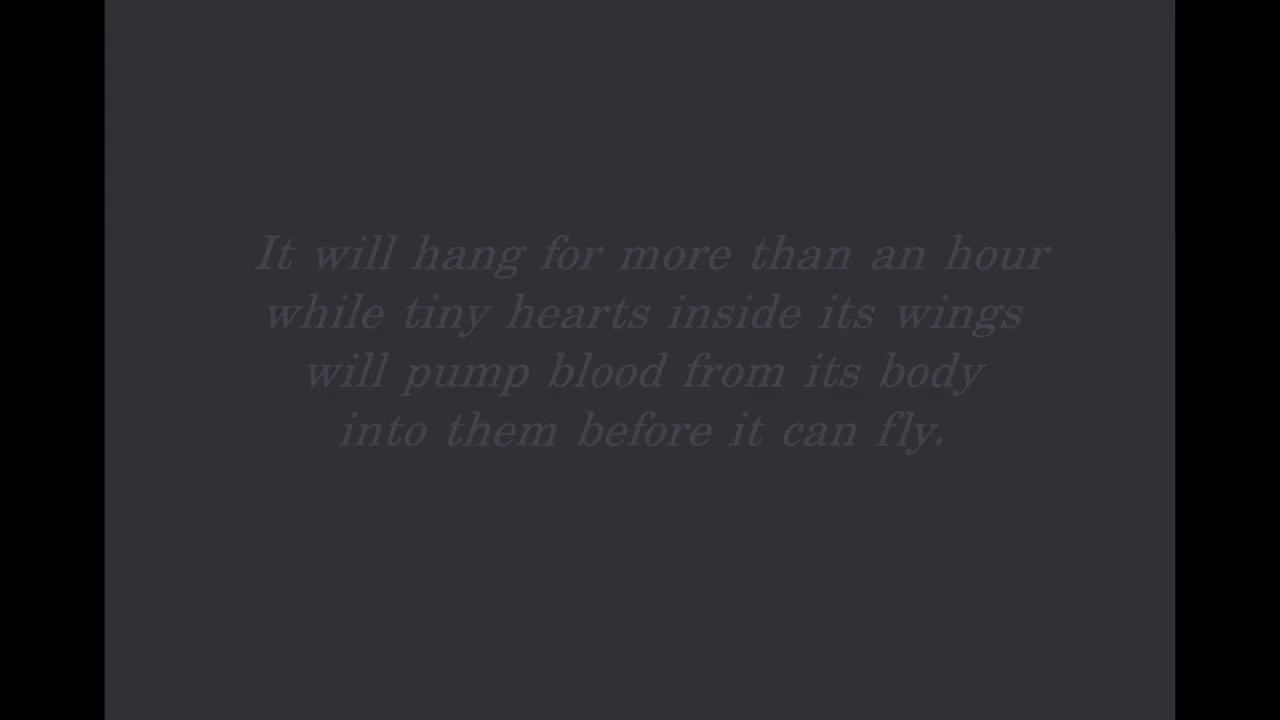 It will hang for more than an hour
while tiny hearts inside its wings
will pump blood from its body
into them before it can fly.